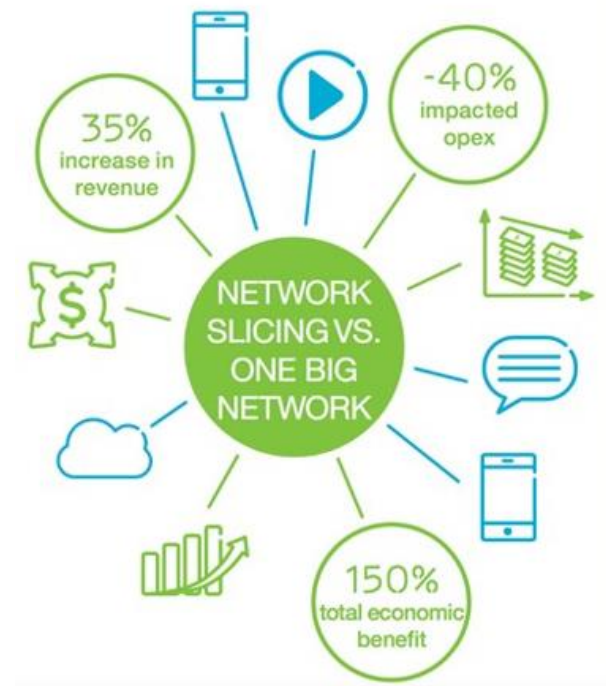 35%
increase in
revenue
-40%
impacted
opex
NETWORK
SLICING VS.
ONE BIG
NETWORK
150%
total economic
benefit